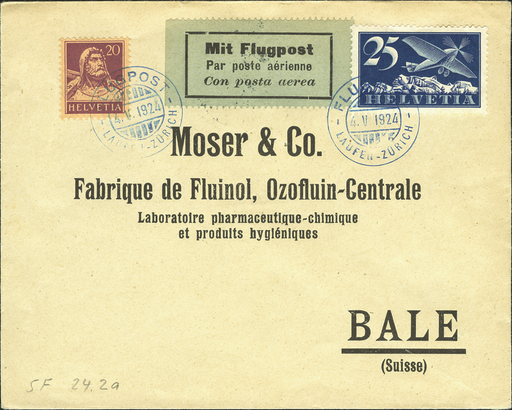 20
HELVETIA
Mit Flugpost
Par poste aérienne
Con posta aerea
25
HELVETIA
4. V. 1924
LAUFEN-ZÜRICH
4. V. 1924
LAUFEN-ZÜRICH
Moser & Co.
Fabrique de Fluinol, Ozofluin-Centrale
Laboratoire pharmaceutique-chimique
et produits hygiéniques
BALE
(Suisse)
SF 24.2a